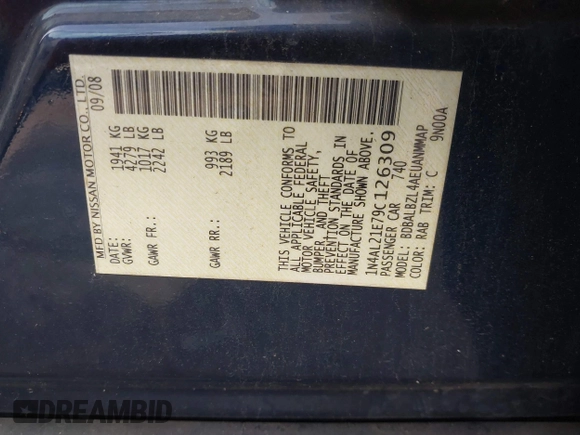 MFD BY NISSAN MOTOR CO., LTD.
DATE: 09/08
GVWR: 1941 KG
4279 LB
GAWR FR: 1017 KG
2242 LB
GAWR RR: 993 KG
2189 LB
THIS VEHICLE CONFORMS TO
ALL APPLICABLE FEDERAL
MOTOR VEHICLE SAFETY,
BUMPER, AND THEFT
PREVENTION STANDARDS IN
EFFECT ON THE DATE OF
MANUFACTURE SHOWN ABOVE.
1N4AL21E79C126309
PASSENGER CAR 740
MODEL: BDBALBZL4AEUANMMAP
COLOR: RAB TRIM: C 9N00A
DREAMBID